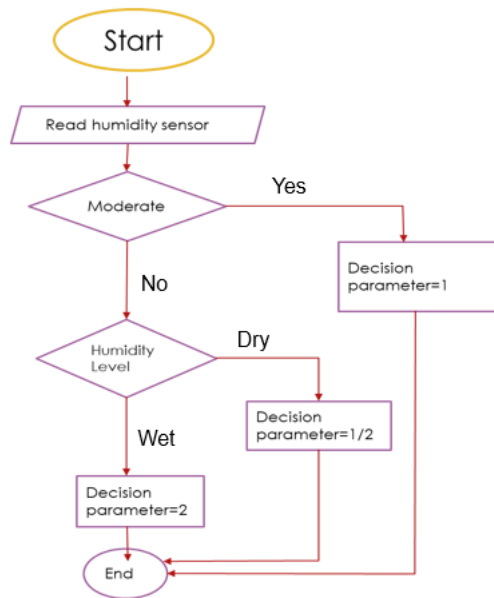 Start
Read humidity sensor
Yes
Moderate
Decision
parameter=1
No
Humidity
Level
Dry
Decision
parameter=1/2
Wet
Decision
parameter=2
End